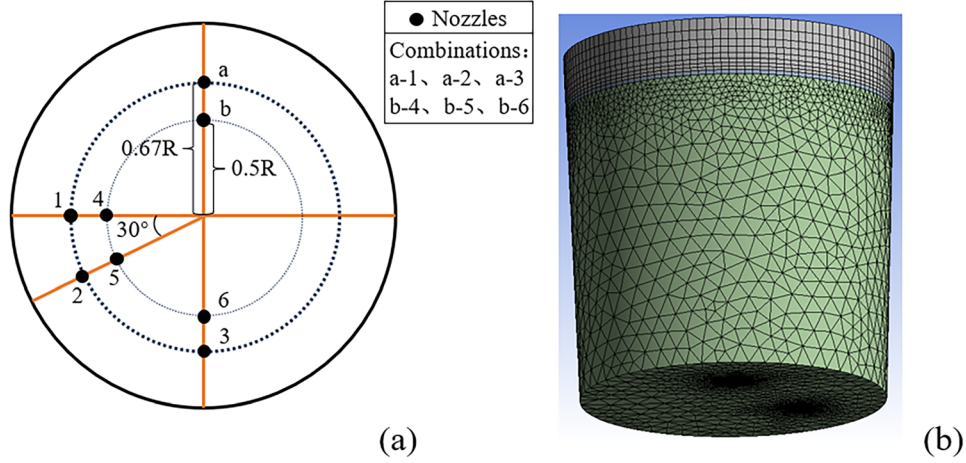 a
b
0.67R
0.5R
1
4
30°
5
2
6
3
● Nozzles
Combinations：
a-1、a-2、a-3
b-4、b-5、b-6
(a)
(b)